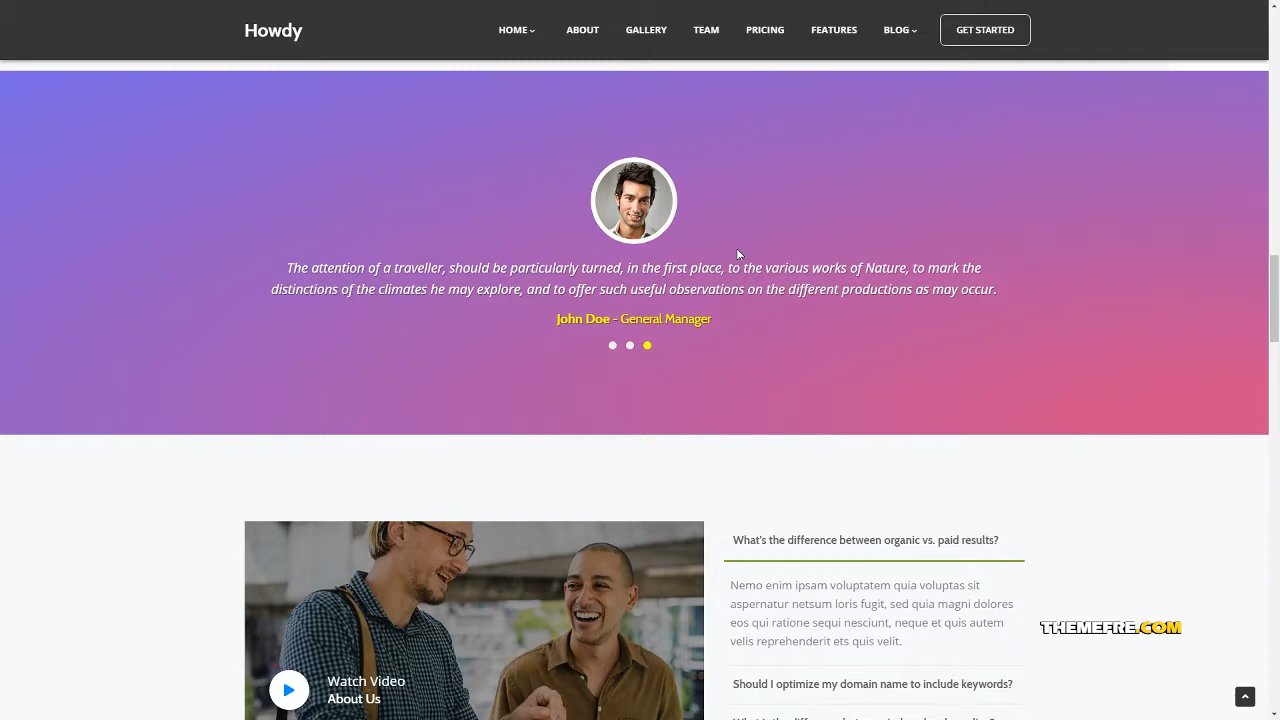 Howdy
HOME
ABOUT
GALLERY
TEAM
PRICING
FEATURES
BLOG
GET STARTED
The attention of a traveller, should be particularly turned, in the first place, to the various works of Nature, to mark the
distinctions of the climates he may explore, and to offer such useful observations on the different productions as may occur.
John Doe - General Manager
What's the difference between organic vs. paid results?
Nemo enim ipsam voluptatem quia voluptas sit
aspernatur netsum loris fugit, sed quia magni dolores
eos qui ratione sequi nesciunt, neque et quis autem
velis reprehenderit ets quis velit.
THEMEFRE.COM
Watch Video
About Us
Should I optimize my domain name to include keywords?